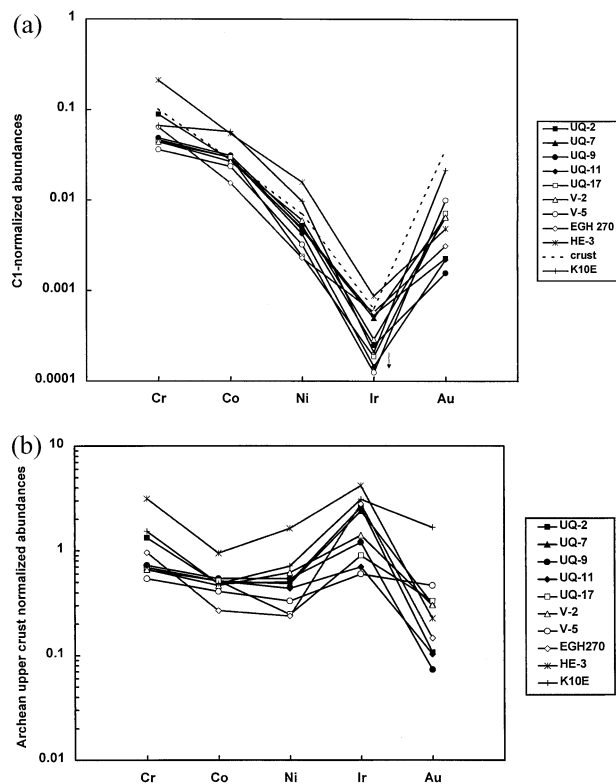 (a)
C1-normalized abundances
1
0.1
0.01
0.001
0.0001
Cr Co Ni Ir Au
UQ-2
UQ-7
UQ-9
UQ-11
UQ-17
V-2
V-5
EGH 270
HE-3
crust
K10E
(b)
Archean upper crust normalized abundances
10
1
0.1
0.01
Cr Co Ni Ir Au
UQ-2
UQ-7
UQ-9
UQ-11
UQ-17
V-2
V-5
EGH270
HE-3
K10E